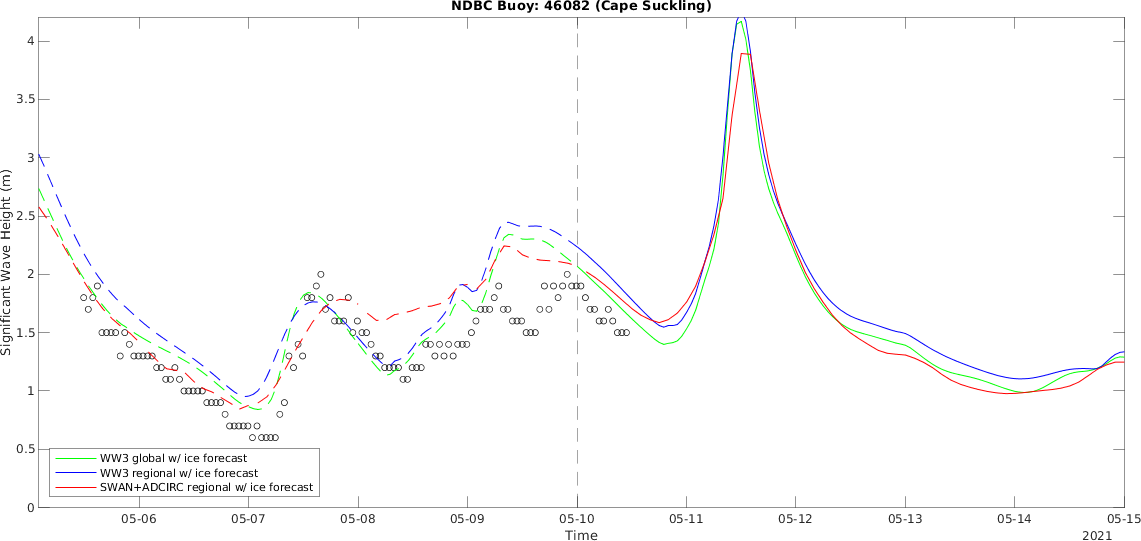 NDBC Buoy: 46082 (Cape Suckling)
4
3.5
3
2.5
2
1.5
1
0.5
0
Significant Wave Height (m)
WW3 global w/ ice forecast
WW3 regional w/ ice forecast
SWAN+ADCIRC regional w/ ice forecast
05-06 05-07 05-08 05-09 05-10 05-11 05-12 05-13 05-14 05-15
Time
2021